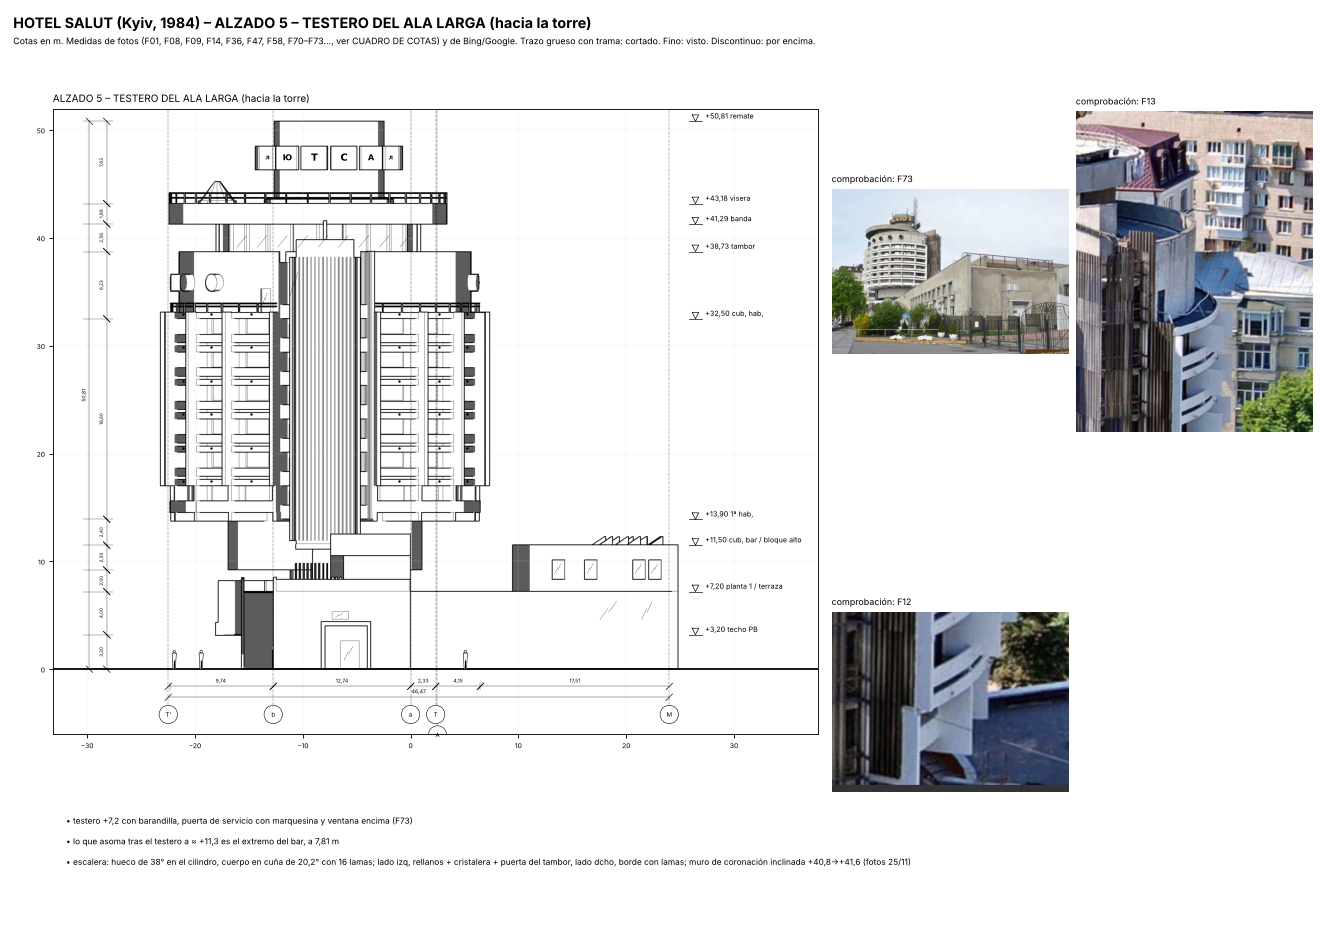 HOTEL SALUT (Kyiv, 1984) – ALZADO 5 – TESTERO DEL ALA LARGA (hacia la torre)
Cotas en m. Medidas de fotos (F01, F08, F09, F14, F36, F47, F58, F70–F73..., ver CUADRO DE COTAS) y de Bing/Google. Trazo grueso con trama: cortado. Fino: visto. Discontinuo: por encima.
ALZADO 5 – TESTERO DEL ALA LARGA (hacia la torre)
comprobación: F13
comprobación: F73
comprobación: F12
50
40
30
20
10
0
+50,81 remate
+43,18 visera
+41,29 banda
+38,73 tambor
+32,50 cub, hab,
+13,90 1ª hab,
+11,50 cub, bar / bloque alto
+7,20 planta 1 / terraza
+3,20 techo PB
Л Ю Т С А Л
7,63
1,89
2,56
6,23
50,81
18,60
2,40
2,30
2,00
4,00
3,20
9,74
12,74
2,33
4,15
17,51
46,47
T'
b
a
T
M
A
−30
−20
−10
0
10
20
30
• testero +7,2 con barandilla, puerta de servicio con marquesina y ventana encima (F73)
• lo que asoma tras el testero a ≈ +11,3 es el extremo del bar, a 7,81 m
• escalera: hueco de 38° en el cilindro, cuerpo en cuña de 20,2° con 16 lamas; lado izq, rellanos + cristalera + puerta del tambor, lado dcho, borde con lamas; muro de coronación inclinada +40,8→+41,6 (fotos 25/11)